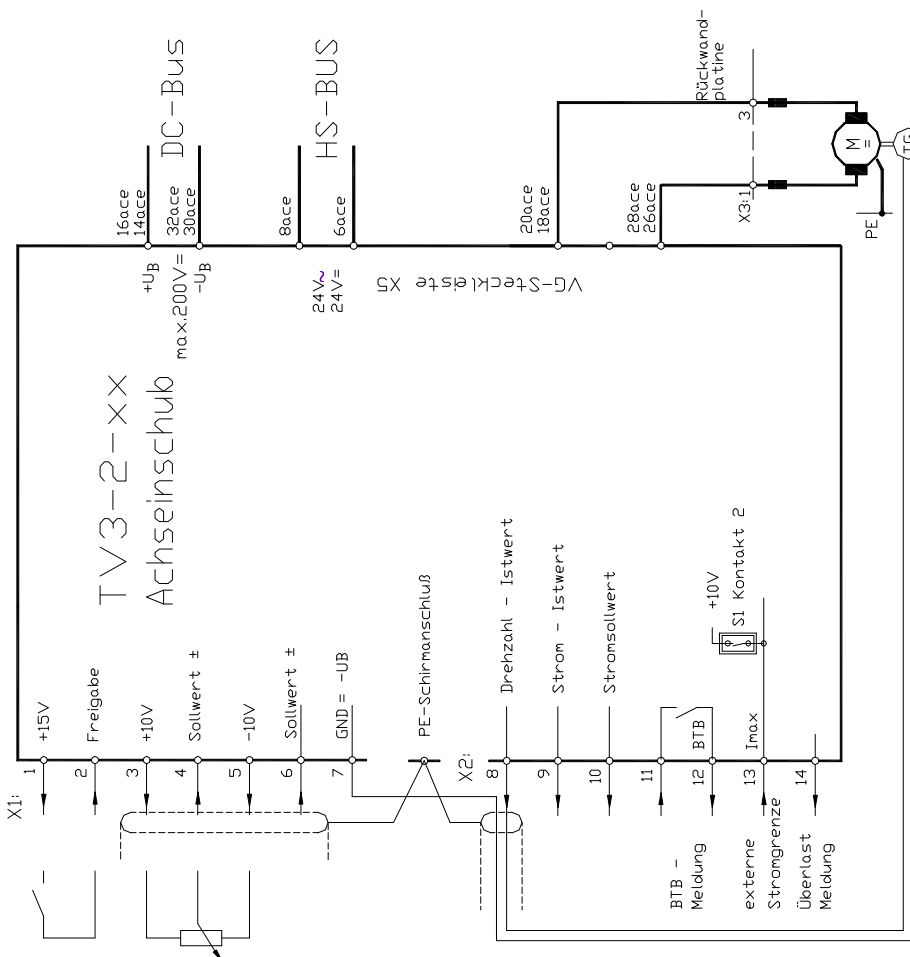 TV3-2-xx
Achseinschub
DC-Bus
HS-BUS
16ace
14ace
32ace
30ace
8ace
6ace
20ace
18ace
28ace
26ace
+UB
max.200V=
-UB
24V~
24V=
VG-Steckleiste X5
Rückwand-
platine
X3:1
3
M
=
TG
PE
X1:
1
+15V
2
Freigabe
3
+10V
4
Sollwert ±
5
-10V
6
Sollwert ±
7
GND = -UB
PE-Schirmanschluß
X2:
8
Drehzahl - Istwert
9
Strom - Istwert
10
Stromsollwert
11
12
BTB
13
Imax
14
+10V
S1 Kontakt 2
BTB -
Meldung
externe
Stromgrenze
Überlast
Meldung